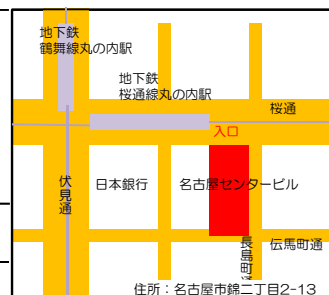 地下鉄
鶴舞線丸の内駅
地下鉄
桜通線丸の内駅
桜通
入口
伏見通
日本銀行
名古屋センタービル
長島町通
伝馬町通
住所：名古屋市錦二丁目2-13